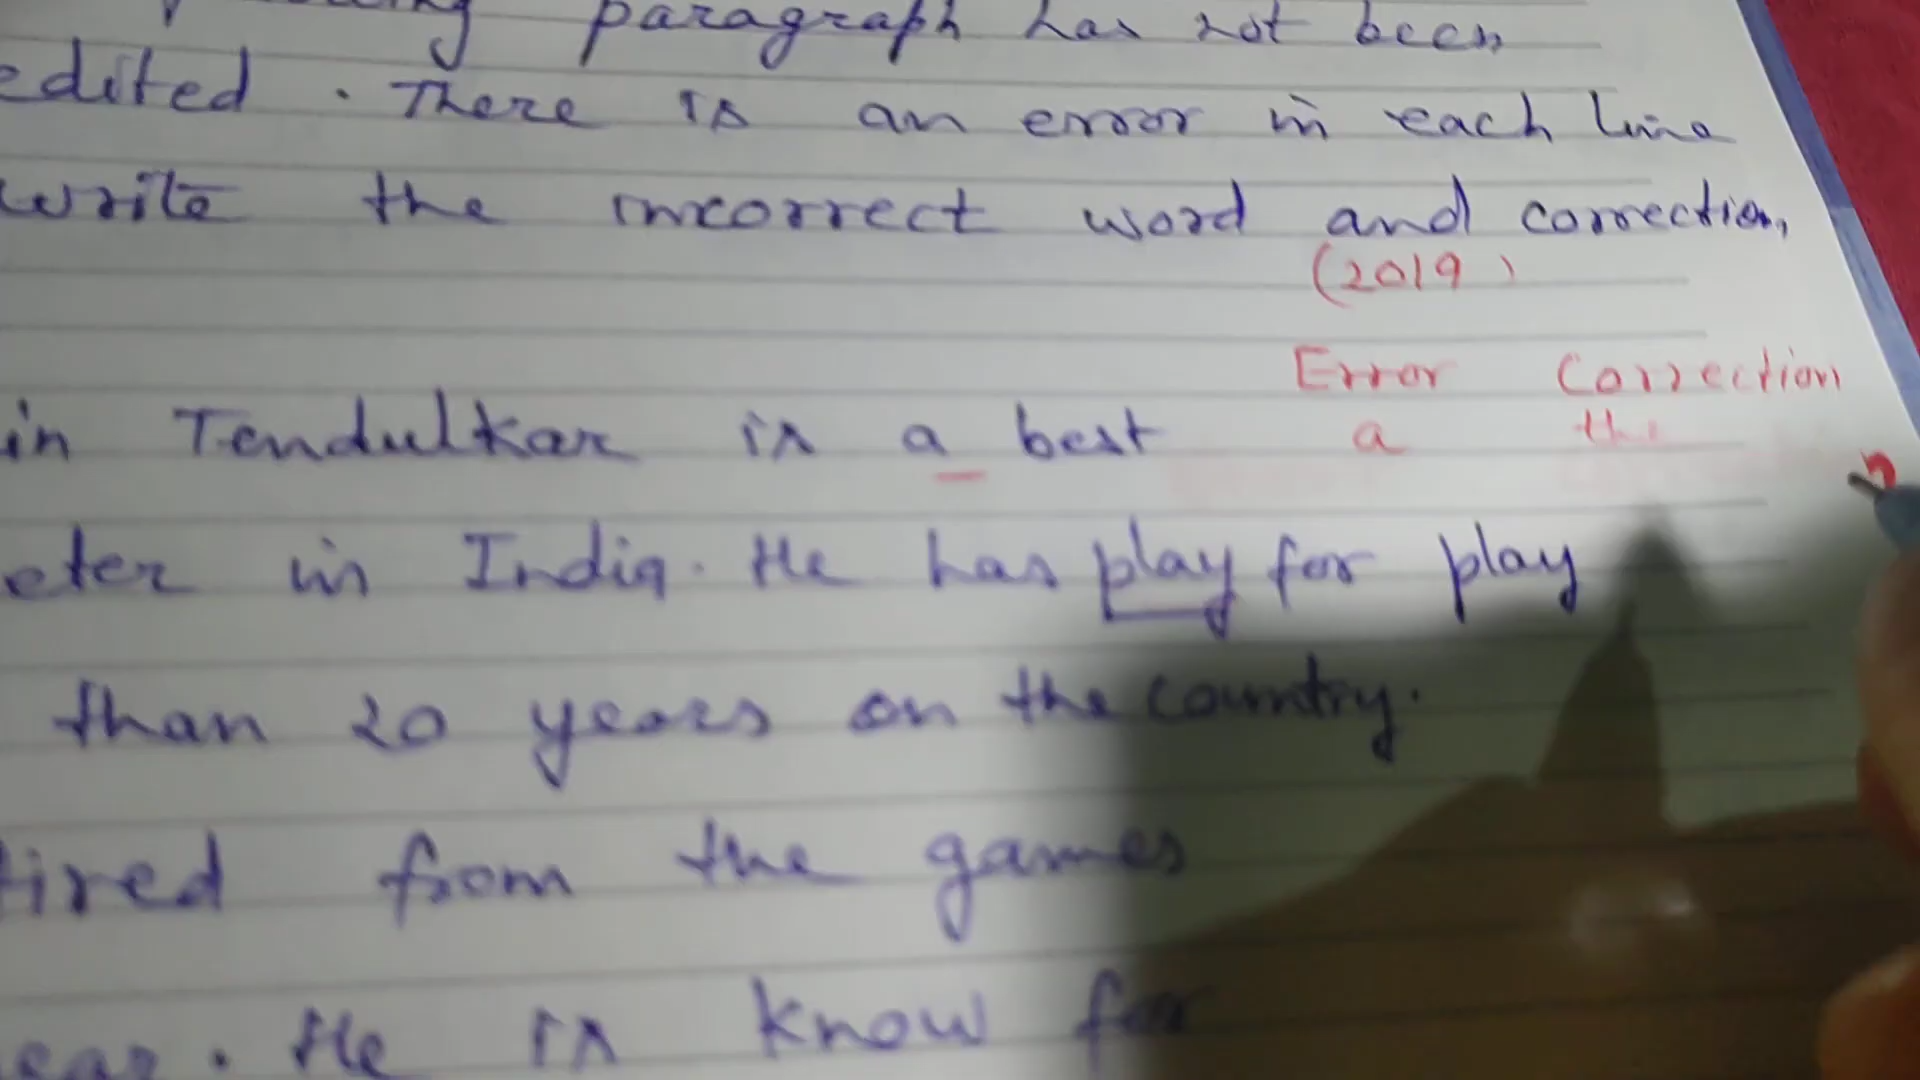 paragraph has not been
edited. There is an error in each line
write the incorrect word and correction,
(2019)
Error Correction
in Tendulkar is a best a the
eter in India. He has play for play
than 20 years on the country.
tired from the games
ear. He is know for